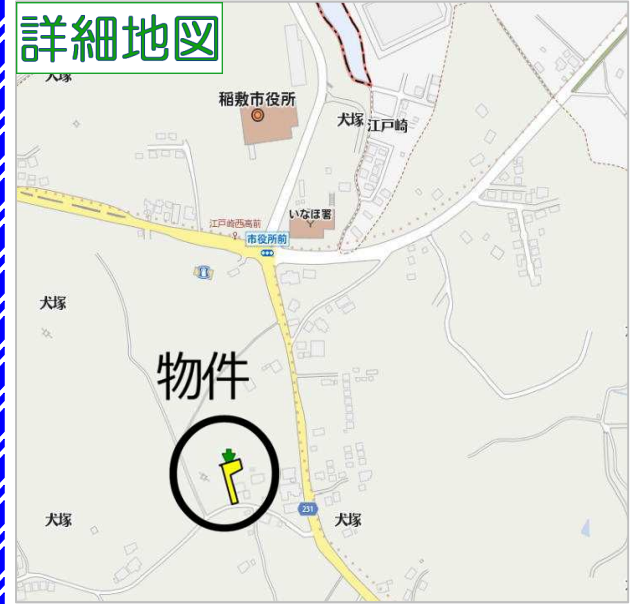 詳細地図
犬塚
稲敷市役所
犬塚
江戸崎
いなほ署
江戸崎西高前
市役所前
犬塚
物件
231
犬塚
犬塚